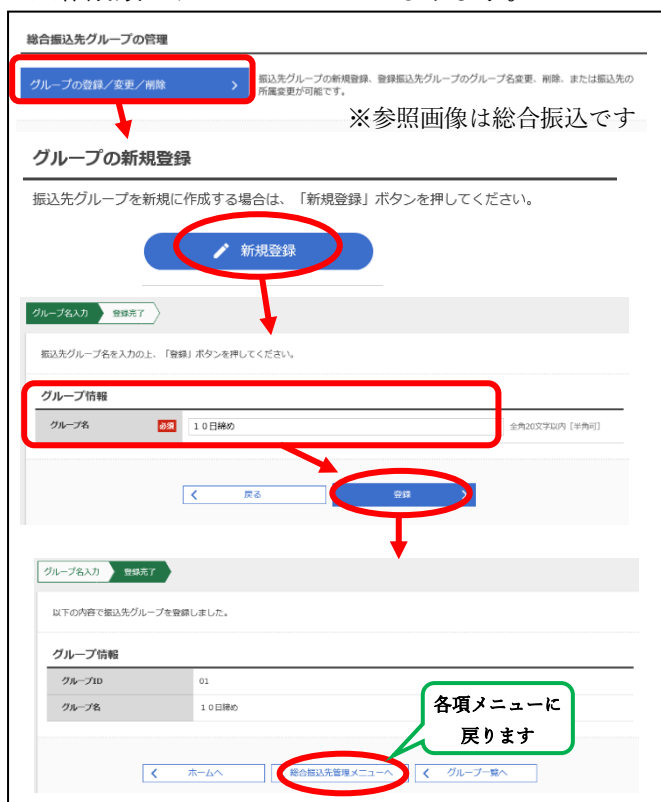 総合振込先グループの管理
グループの登録／変更／削除 >
振込先グループの新規登録、登録振込先グループのグループ名変更、削除、または振込先の
所属変更が可能です。
※参照画像は総合振込です
グループの新規登録
振込先グループを新規に作成する場合は、「新規登録」ボタンを押してください。
新規登録
グループ名入力 登録完了
振込先グループ名を入力の上、「登録」ボタンを押してください。
グループ情報
グループ名 必須 １０日締め 全角20文字以内［半角可］
< 戻る 登録 >
グループ名入力 登録完了
以下の内容で振込先グループを登録しました。
グループ情報
グループID 01
グループ名 １０日締め
各項メニューに
戻ります
< ホームへ 総合振込先管理メニューへ < グループ一覧へ